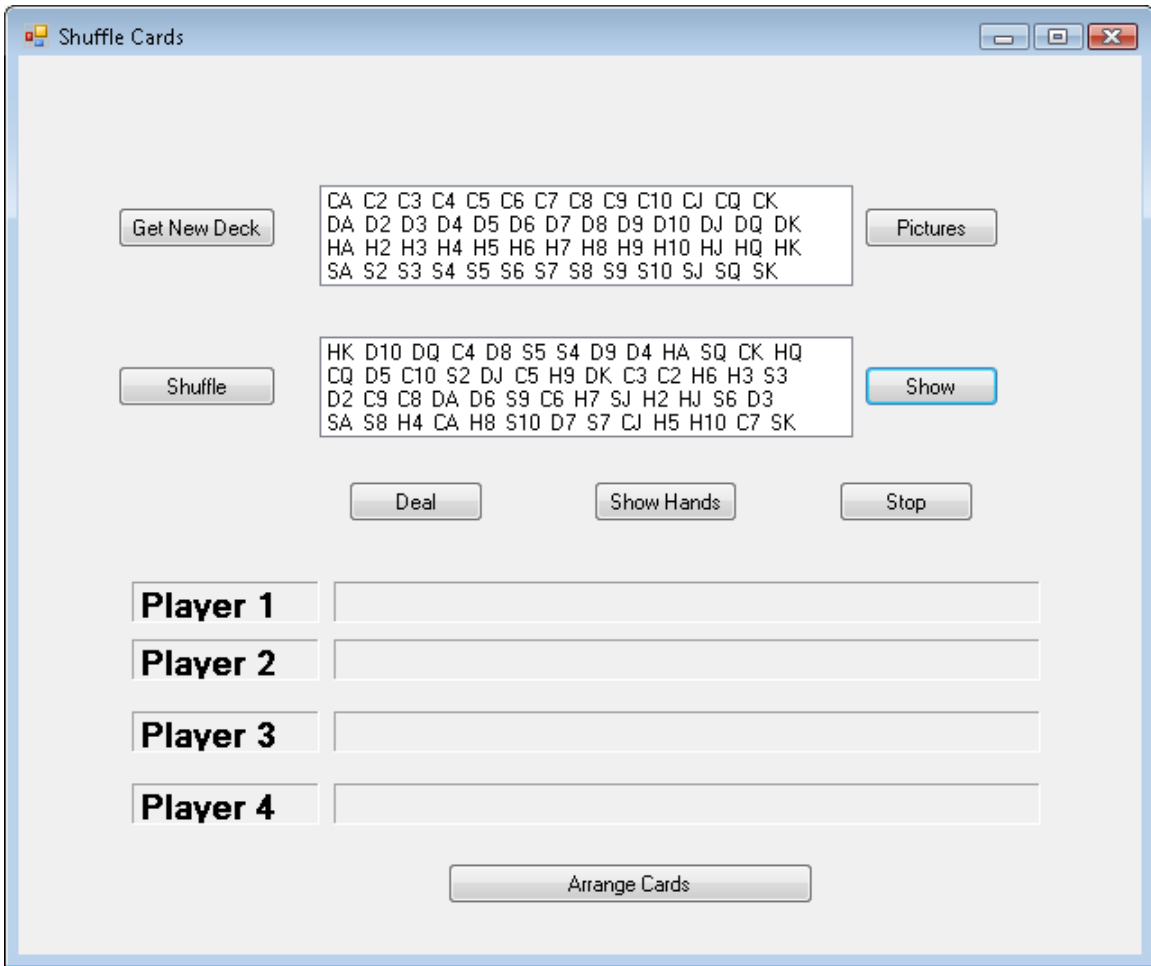 Shuffle Cards
Get New Deck
CA C2 C3 C4 C5 C6 C7 C8 C9 C10 CJ CQ CK
DA D2 D3 D4 D5 D6 D7 D8 D9 D10 DJ DQ DK
HA H2 H3 H4 H5 H6 H7 H8 H9 H10 HJ HQ HK
SA S2 S3 S4 S5 S6 S7 S8 S9 S10 SJ SQ SK
Pictures
Shuffle
HK D10 DQ C4 D8 S5 S4 D9 D4 HA SQ CK HQ
CQ D5 C10 S2 DJ C5 H9 DK C3 C2 H6 H3 S3
D2 C9 C8 DA D6 S9 C6 H7 SJ H2 HJ S6 D3
SA S8 H4 CA H8 S10 D7 S7 CJ H5 H10 C7 SK
Show
Deal Show Hands Stop
Player 1
Player 2
Player 3
Player 4
Arrange Cards